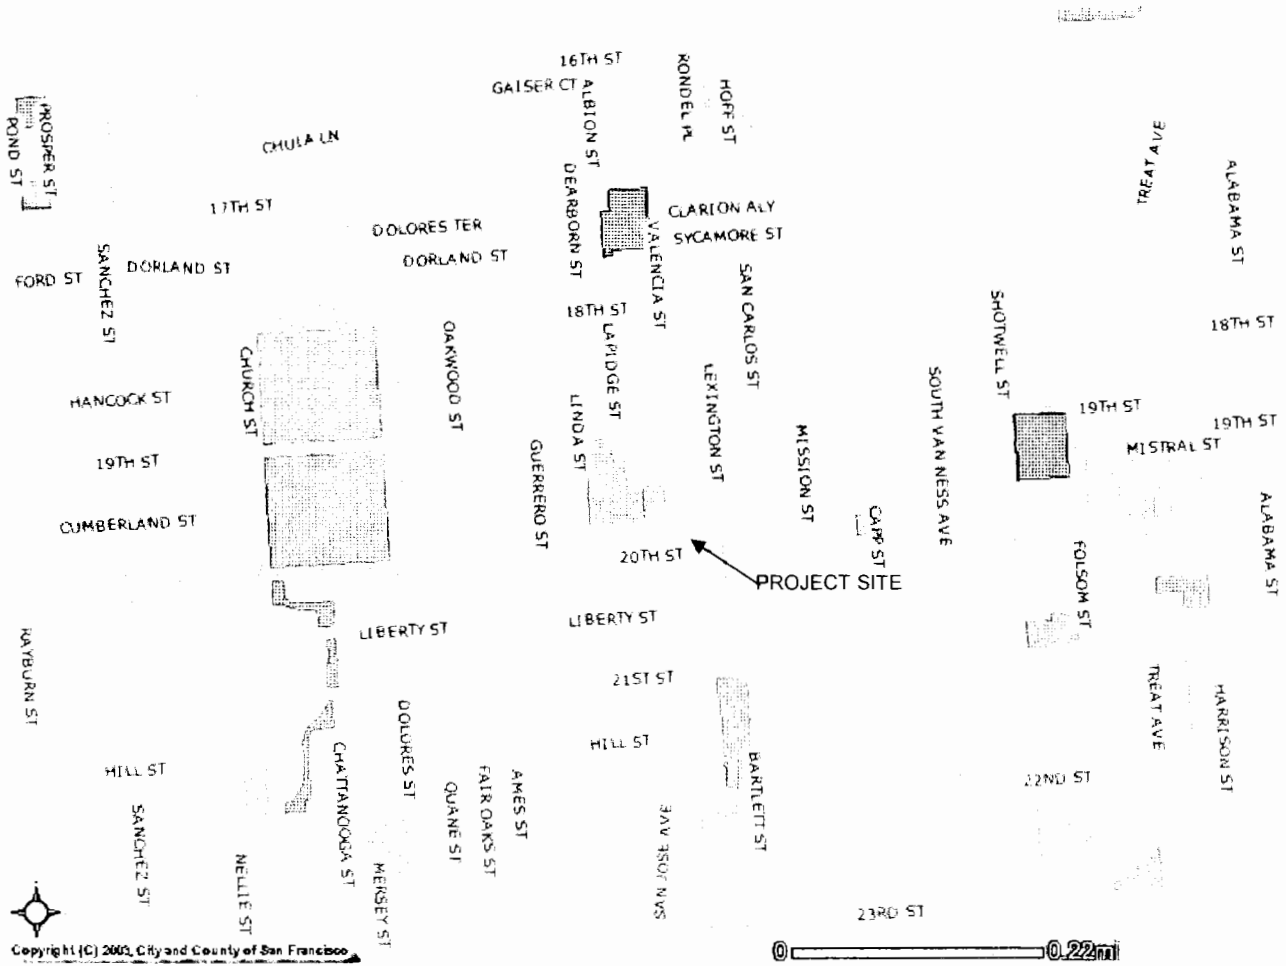 16TH ST
GAISER CT
ALBION ST
RONDEL PL
HOFF ST
PROSPER ST
POND ST
CHULA LN
TREAT AVE
ALABAMA ST
17TH ST
DEARBORN ST
CLARION ALY
DOLORES TER
VALENCIA ST
SYCAMORE ST
SANCHEZ ST
DORLAND ST
DORLAND ST
FORD ST
SAN CARLOS ST
18TH ST
SHOTWELL ST
18TH ST
OAKWOOD ST
LAPIDGE ST
CHURCH ST
LEXINGTON ST
SOUTH VAN NESS AVE
HANCOCK ST
LINDA ST
19TH ST
19TH ST
MISSION ST
MISTRAL ST
19TH ST
GUERRERO ST
CUMBERLAND ST
CAPP ST
ALABAMA ST
20TH ST
FOLSOM ST
PROJECT SITE
LIBERTY ST
LIBERTY ST
RAYBURN ST
21ST ST
TREAT AVE
HARRISON ST
DOLORES ST
HILL ST
CHATTANOOGA ST
BARTLETT ST
HILL ST
FAIR OAKS ST
AMES ST
QUANE ST
22ND ST
SANCHEZ ST
SAN JOSE AVE
NELLIE ST
MERSEY ST
23RD ST
Copyright (C) 2003, City and County of San Francisco
0 0.22mi